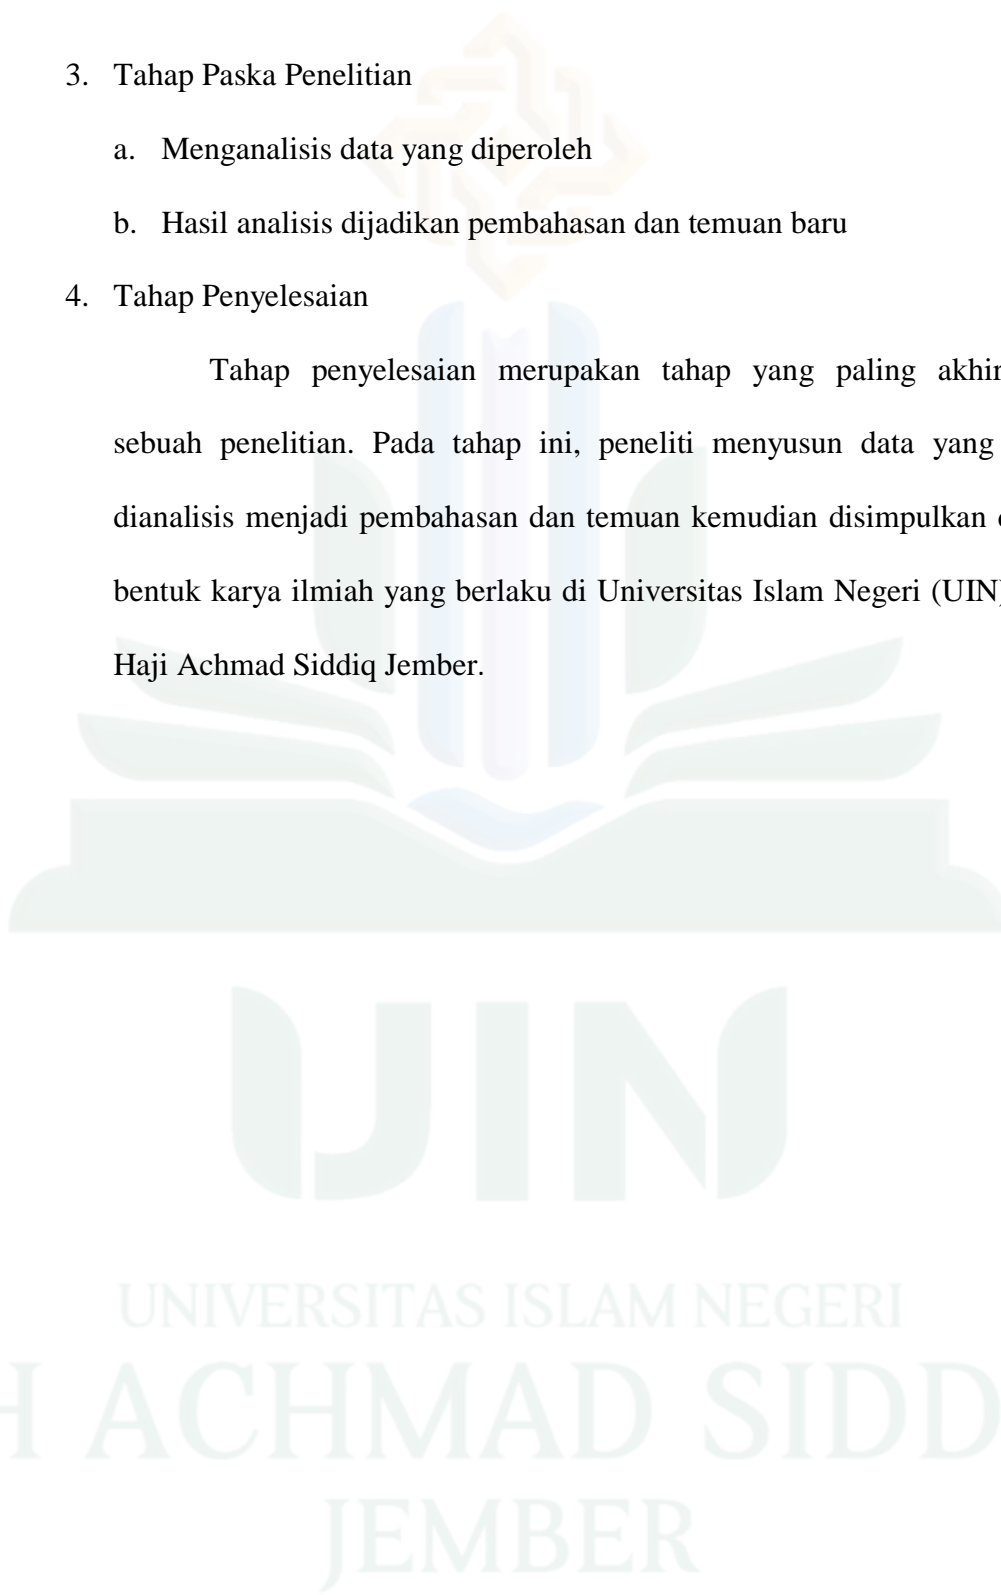 3. Tahap Paska Penelitian
a. Menganalisis data yang diperoleh
b. Hasil analisis dijadikan pembahasan dan temuan baru
4. Tahap Penyelesaian
Tahap penyelesaian merupakan tahap yang paling akhir
sebuah penelitian. Pada tahap ini, peneliti menyusun data yang
dianalisis menjadi pembahasan dan temuan kemudian disimpulkan
bentuk karya ilmiah yang berlaku di Universitas Islam Negeri (UIN)
Haji Achmad Siddiq Jember.
UIN
UNIVERSITAS ISLAM NEGERI
H ACHMAD SIDD
JEMBER